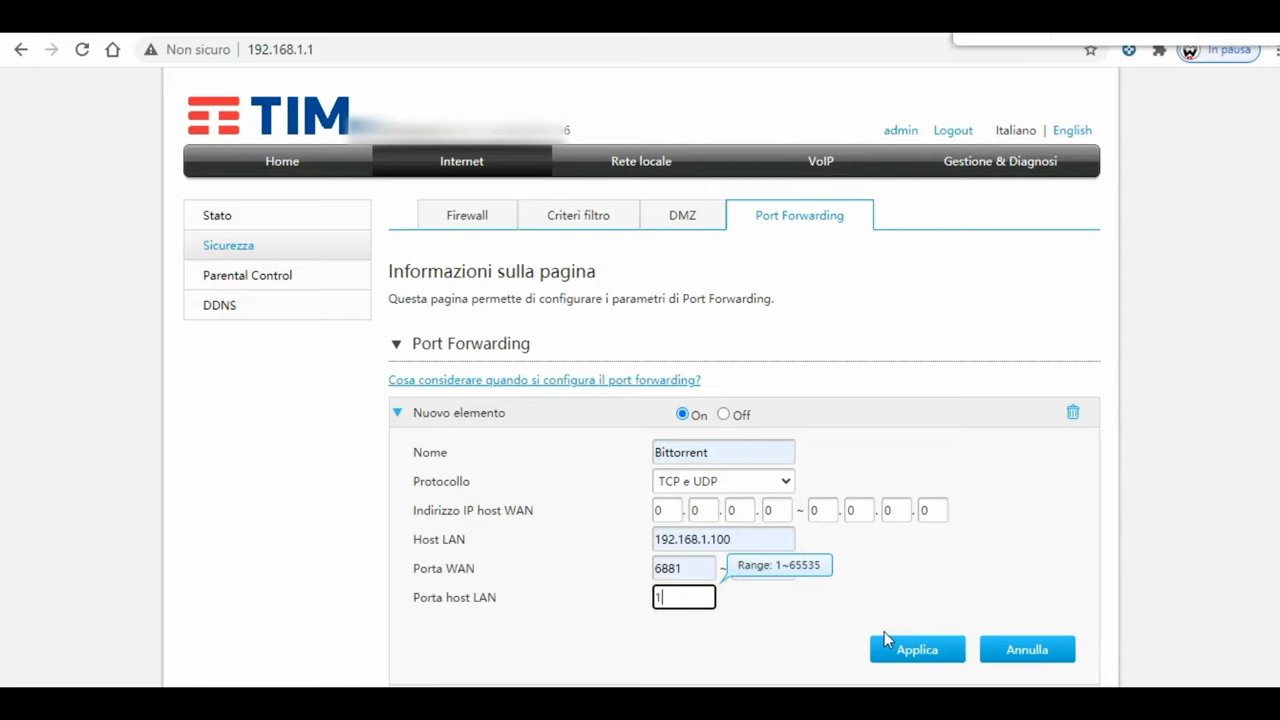 Non sicuro 192.168.1.1 In pausa
TIM
6 admin Logout Italiano | English
Home Internet Rete locale VoIP Gestione & Diagnosi
Stato
Sicurezza
Parental Control
DDNS
Firewall Criteri filtro DMZ Port Forwarding
Informazioni sulla pagina
Questa pagina permette di configurare i parametri di Port Forwarding.
Port Forwarding
Cosa considerare quando si configura il port forwarding?
Nuovo elemento On Off
Nome Bittorrent
Protocollo TCP e UDP
Indirizzo IP host WAN 0 . 0 . 0 . 0 ~ 0 . 0 . 0 . 0
Host LAN 192.168.1.100
Porta WAN 6881 ~ Range: 1~65535
Porta host LAN 1
Applica Annulla